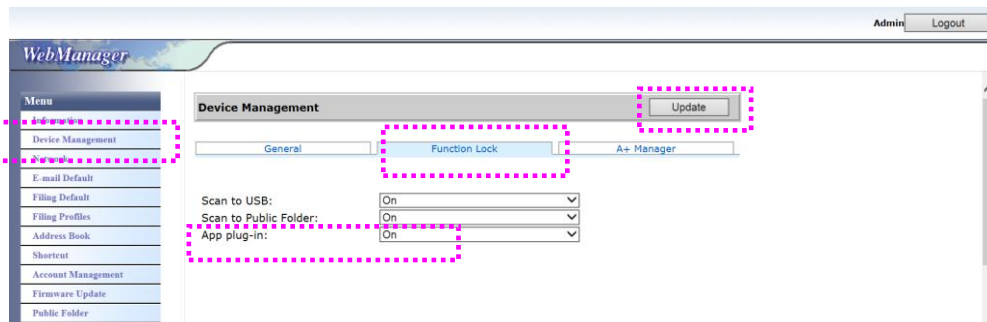 Admin Logout
WebManager
Menu
Information
Device Management
Network
E-mail Default
Filing Default
Filing Profiles
Address Book
Shortcut
Account Management
Firmware Update
Public Folder
Device Management Update
General Function Lock A+ Manager
Scan to USB: On
Scan to Public Folder: On
App plug-in: On